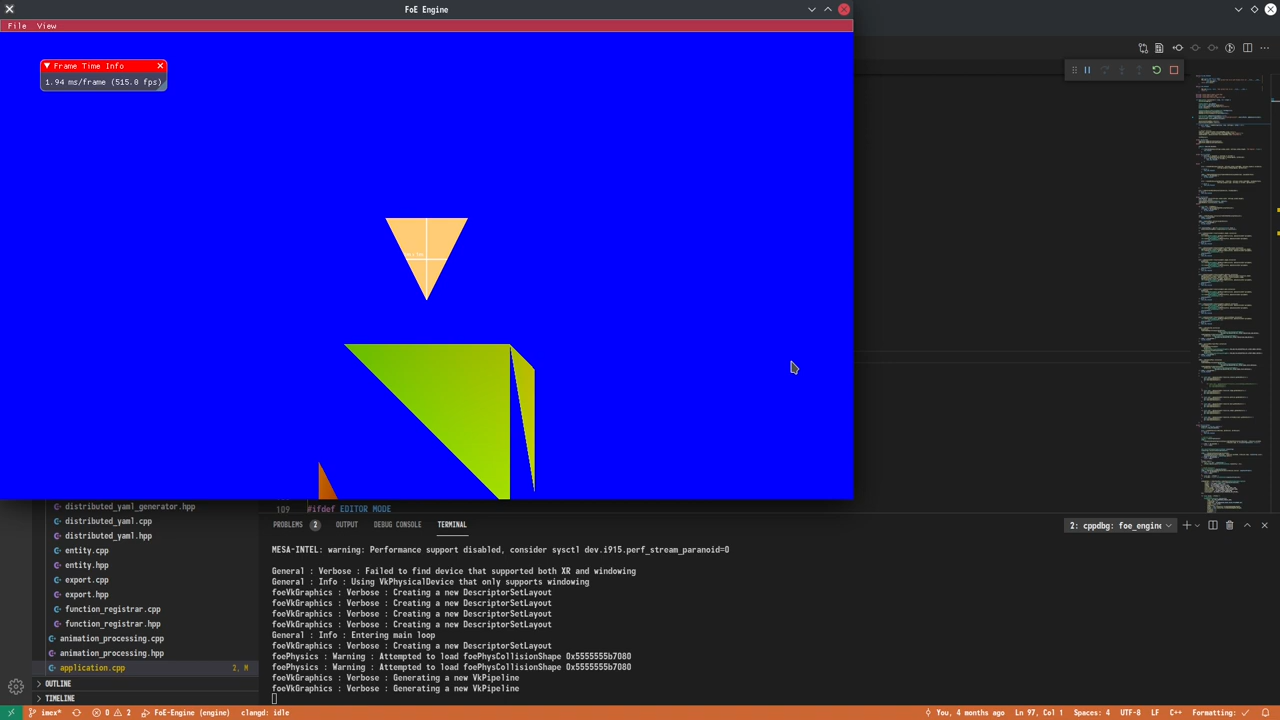 FoE Engine
File View
Frame Time Info
1.94 ms/frame (515.0 fps)
distributed_yaml_generator.hpp
distributed_yaml.cpp
distributed_yaml.hpp
entity.cpp
entity.hpp
export.cpp
export.hpp
function_registrar.cpp
function_registrar.hpp
animation_processing.cpp
animation_processing.hpp
application.cpp 2, M
OUTLINE
TIMELINE
109 #ifdef EDITOR_MODE
PROBLEMS 2 OUTPUT DEBUG CONSOLE TERMINAL 2: cppdbg: foe_engine
MESA-INTEL: warning: Performance support disabled, consider sysctl dev.i915.perf_stream_paranoid=0
General : Verbose : Failed to find device that supported both XR and windowing
General : Info : Using VkPhysicalDevice that only supports windowing
foeVkGraphics : Verbose : Creating a new DescriptorSetLayout
foeVkGraphics : Verbose : Creating a new DescriptorSetLayout
foeVkGraphics : Verbose : Creating a new DescriptorSetLayout
foeVkGraphics : Verbose : Creating a new DescriptorSetLayout
General : Info : Entering main loop
foeVkGraphics : Verbose : Creating a new DescriptorSetLayout
foePhysics : Warning : Attempted to load foePhysCollisionShape 0x5555555b7080
foePhysics : Warning : Attempted to load foePhysCollisionShape 0x5555555b7080
foeVkGraphics : Verbose : Generating a new VkPipeline
foeVkGraphics : Verbose : Generating a new VkPipeline
imex* 0 2 FoE-Engine (engine) clangd: idle You, 4 months ago Ln 97, Col 1 Spaces: 4 UTF-8 LF C++ Formatting: